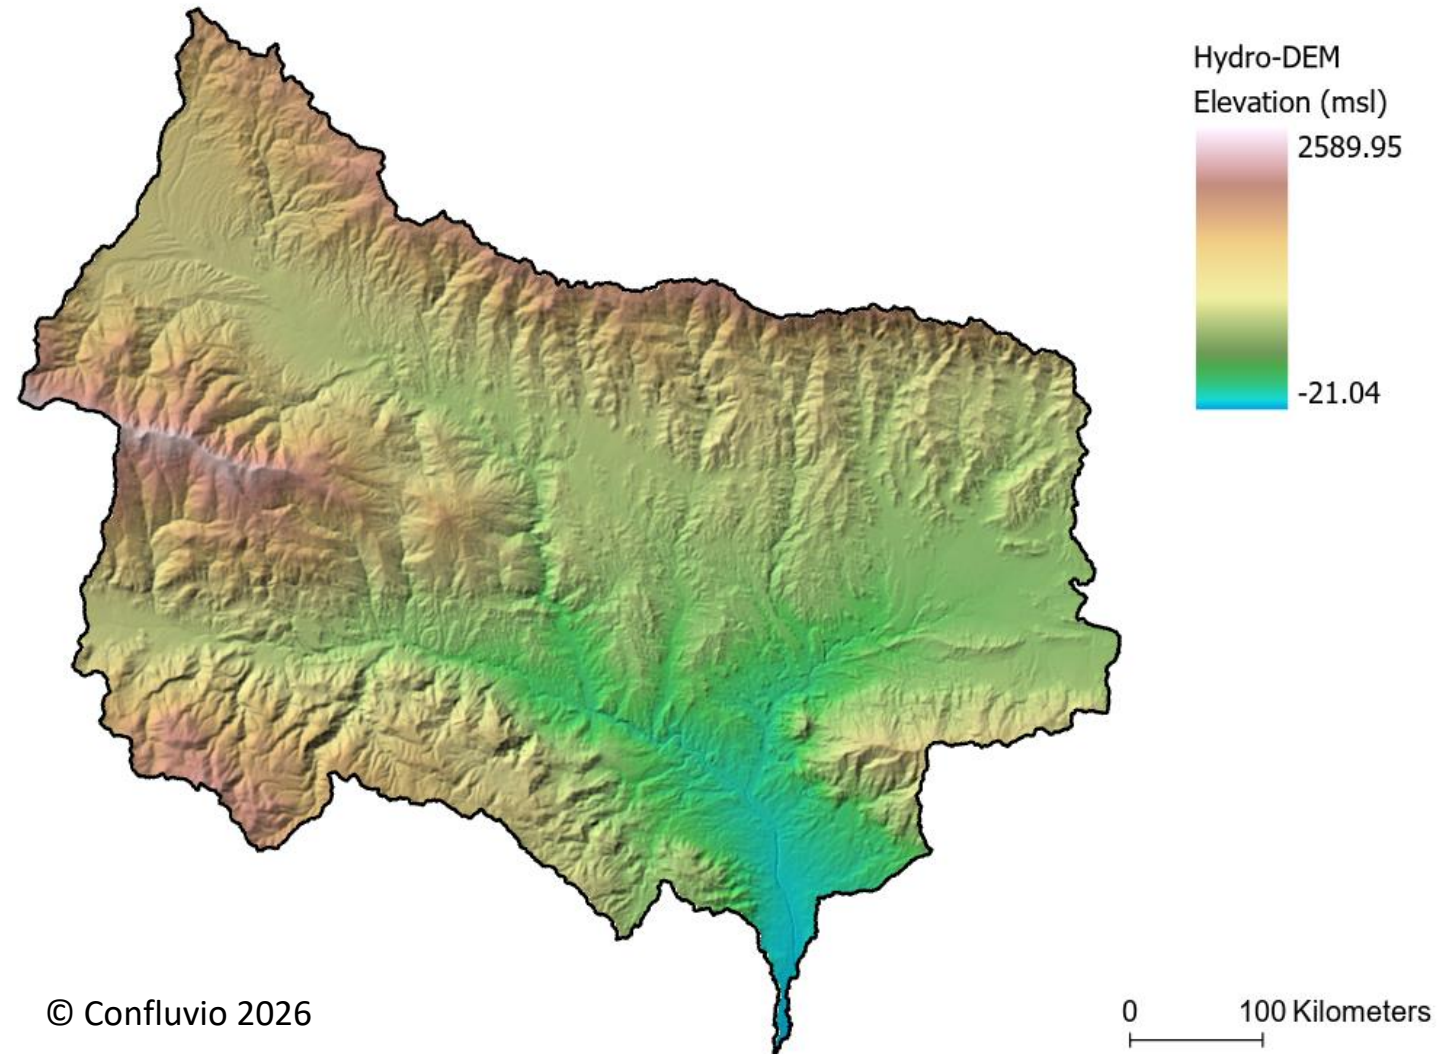 Hydro-DEM
Elevation (msl)
2589.95
-21.04
© Confluvio 2026
0 100 Kilometers